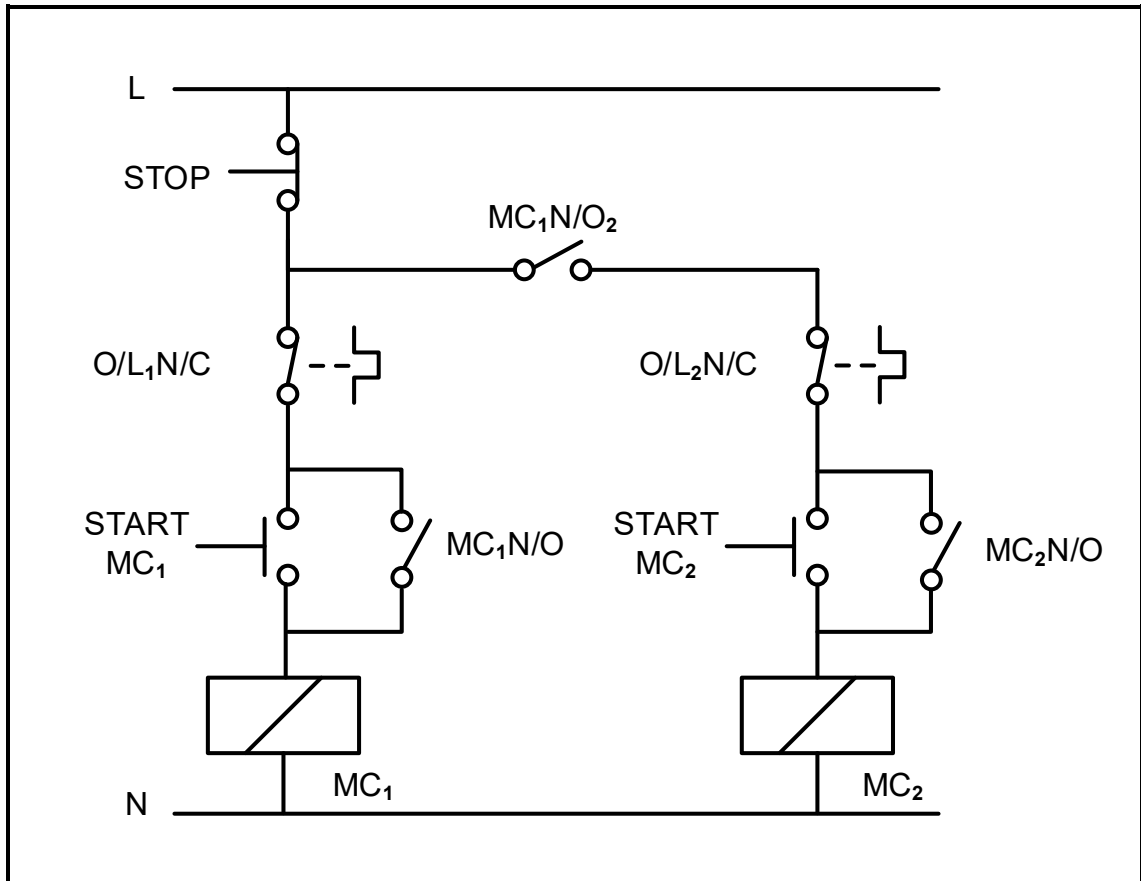 L
STOP
MC₁N/O₂
O/L₁N/C
O/L₂N/C
START
MC₁
MC₁N/O
START
MC₂
MC₂N/O
MC₁
MC₂
N